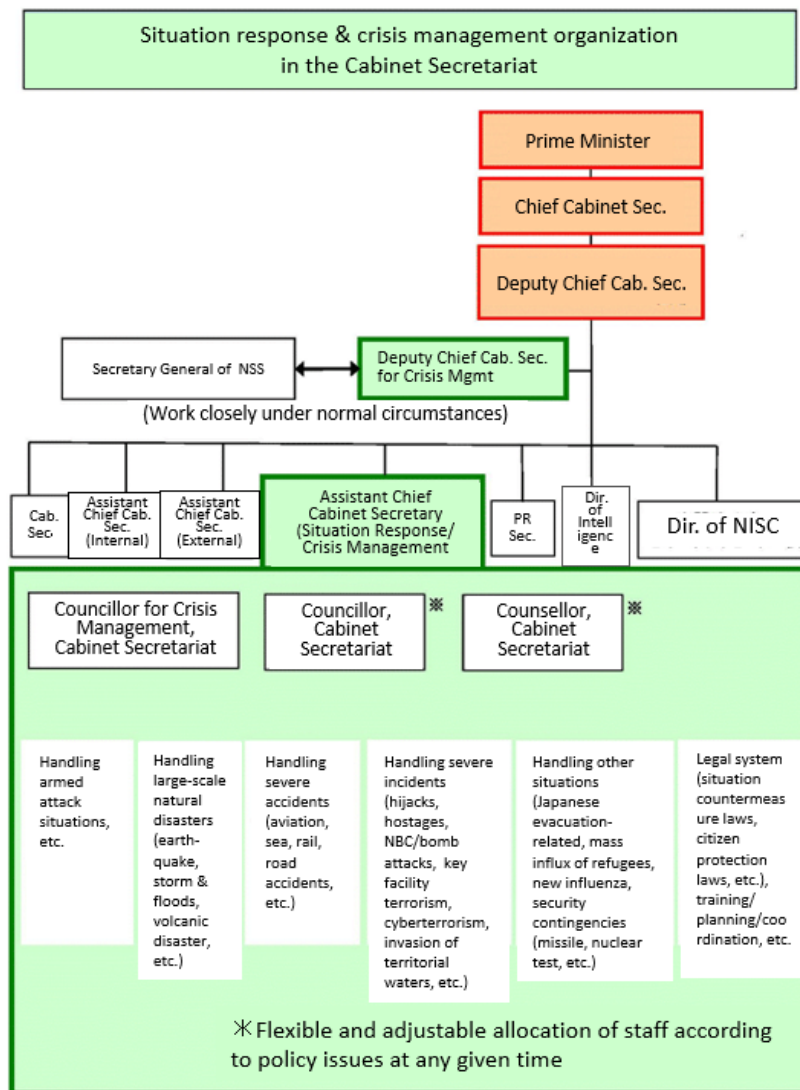 Situation response & crisis management organization
in the Cabinet Secretariat
Prime Minister
Chief Cabinet Sec.
Deputy Chief Cab. Sec.
Secretary General of NSS
Deputy Chief Cab. Sec.
for Crisis Mgmt
(Work closely under normal circumstances)
Cab.
Sec.
Assistant
Chief Cab.
Sec.
(Internal)
Assistant
Chief Cab.
Sec.
(External)
Assistant Chief
Cabinet Secretary
(Situation Response/
Crisis Management
PR
Sec.
Dir.
of
Intell
igenc
e
Dir. of NISC
Councillor for Crisis
Management,
Cabinet Secretariat
Councillor,
Cabinet
Secretariat
※
Counsellor,
Cabinet
Secretariat
※
Handling
armed
attack
situations,
etc.
Handling
large-scale
natural
disasters
(earth-
quake,
storm &
floods,
volcanic
disaster,
etc.)
Handling
severe
accidents
(aviation,
sea, rail,
road
accidents,
etc.)
Handling severe
incidents
(hijacks,
hostages,
NBC/bomb
attacks, key
facility
terrorism,
cyberterrorism,
invasion of
territorial
waters, etc.)
Handling other
situations
(Japanese
evacuation-
related, mass
influx of refugees,
new influenza,
security
contingencies
(missile, nuclear
test, etc.)
Legal system
(situation
countermeas
ure laws,
citizen
protection
laws, etc.),
training/
planning/coo
rdination, etc.
※Flexible and adjustable allocation of staff according
to policy issues at any given time